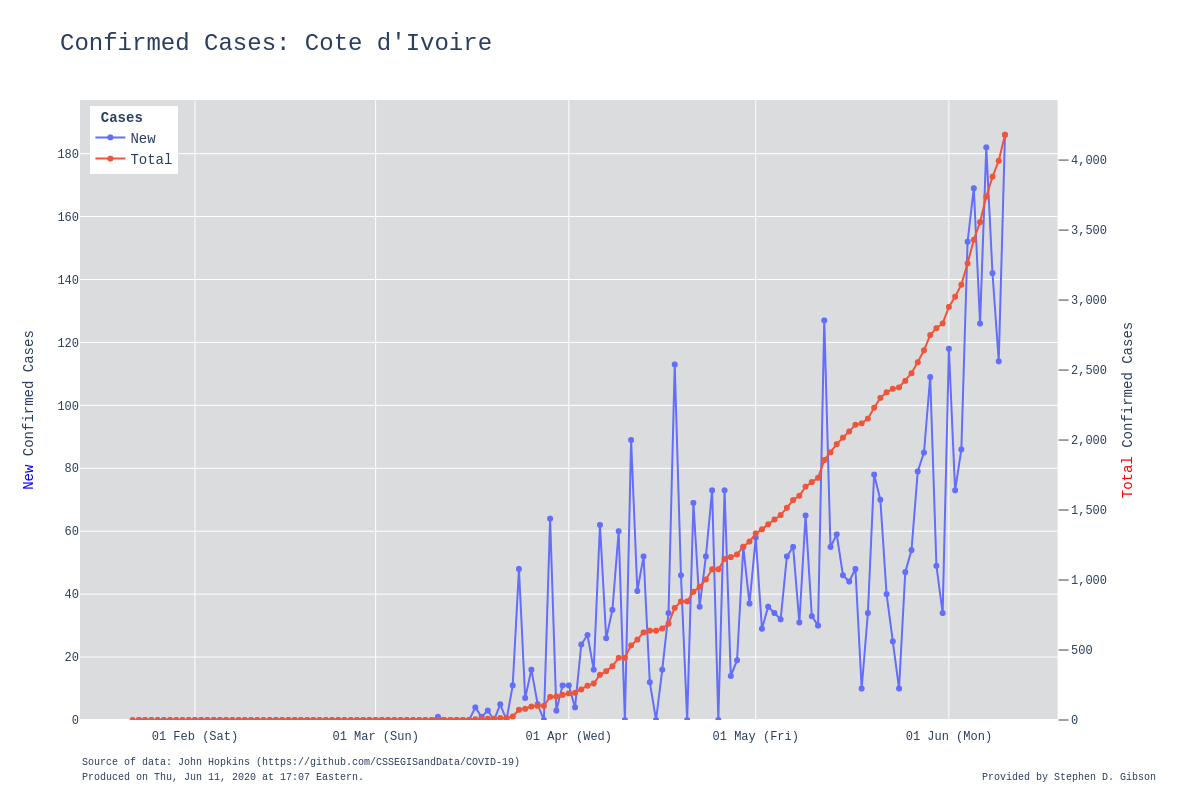 Confirmed Cases: Cote d'Ivoire
Cases
New
Total
180
160
140
120
100
80
60
40
20
0
New Confirmed Cases
4,000
3,500
3,000
2,500
2,000
1,500
1,000
500
0
Total Confirmed Cases
01 Feb (Sat) 01 Mar (Sun) 01 Apr (Wed) 01 May (Fri) 01 Jun (Mon)
Source of data: John Hopkins (https://github.com/CSSEGISandData/COVID-19)
Produced on Thu, Jun 11, 2020 at 17:07 Eastern.
Provided by Stephen D. Gibson